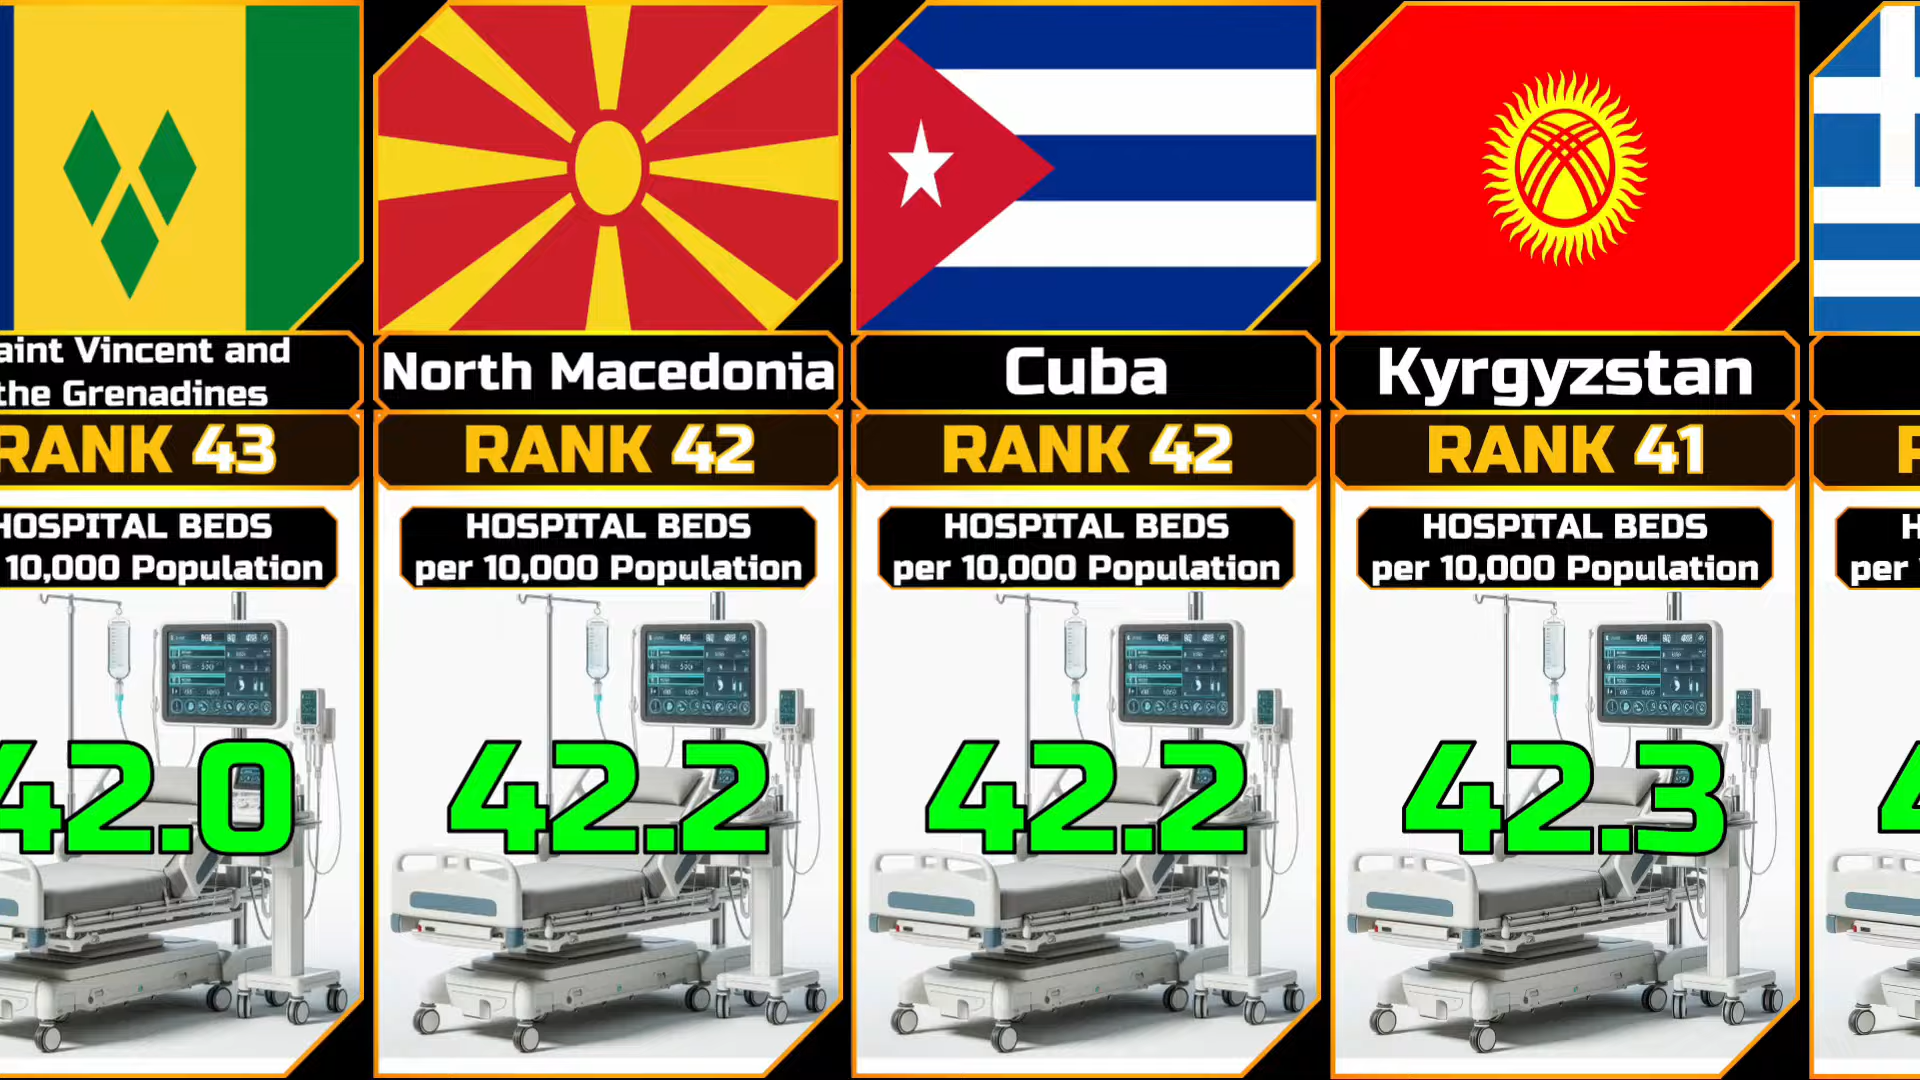 aint Vincent and
the Grenadines
RANK 43
HOSPITAL BEDS
10,000 Population
42.0
North Macedonia
RANK 42
HOSPITAL BEDS
per 10,000 Population
42.2
Cuba
RANK 42
HOSPITAL BEDS
per 10,000 Population
42.2
Kyrgyzstan
RANK 41
HOSPITAL BEDS
per 10,000 Population
42.3
R
H
per
4